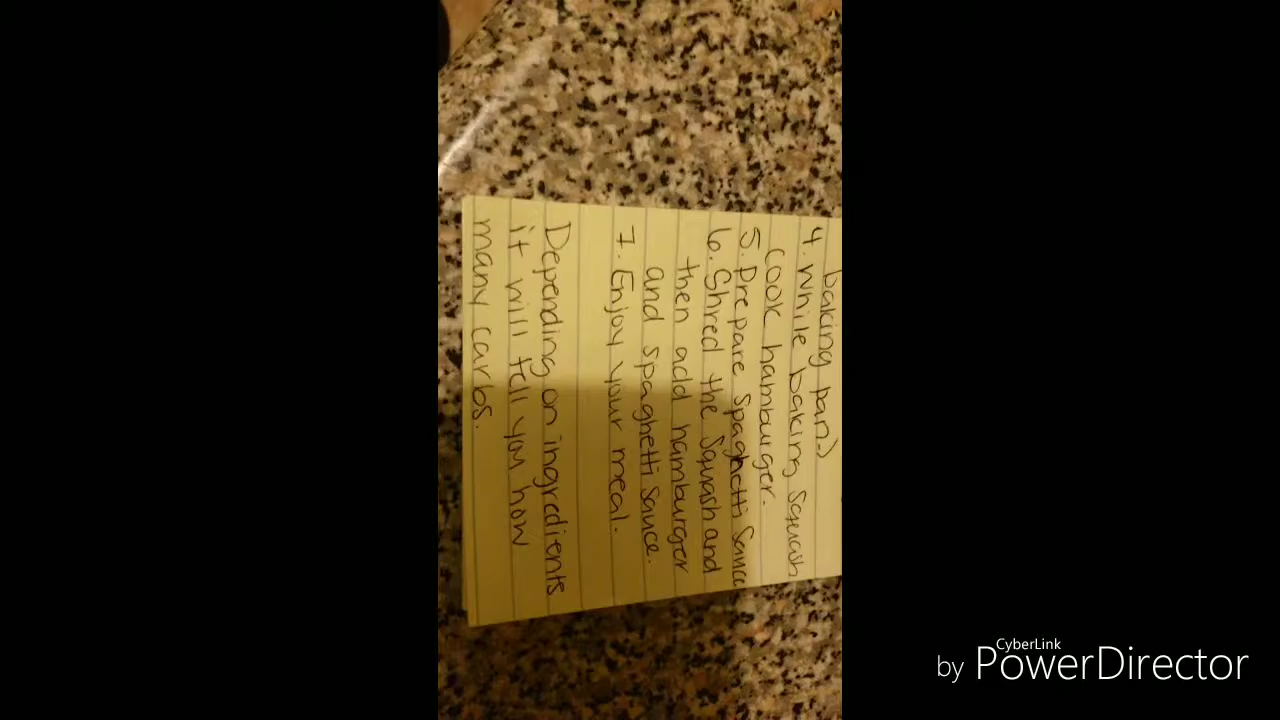 baking pan)
4. While baking squash
cook hamburger.
5. Prepare spaghetti sauce
6. Shred the squash and
then add hamburger
and spaghetti sauce.
7. Enjoy your meal.
Depending on ingredients
it will tell you how
many carbs.
CyberLink
by PowerDirector